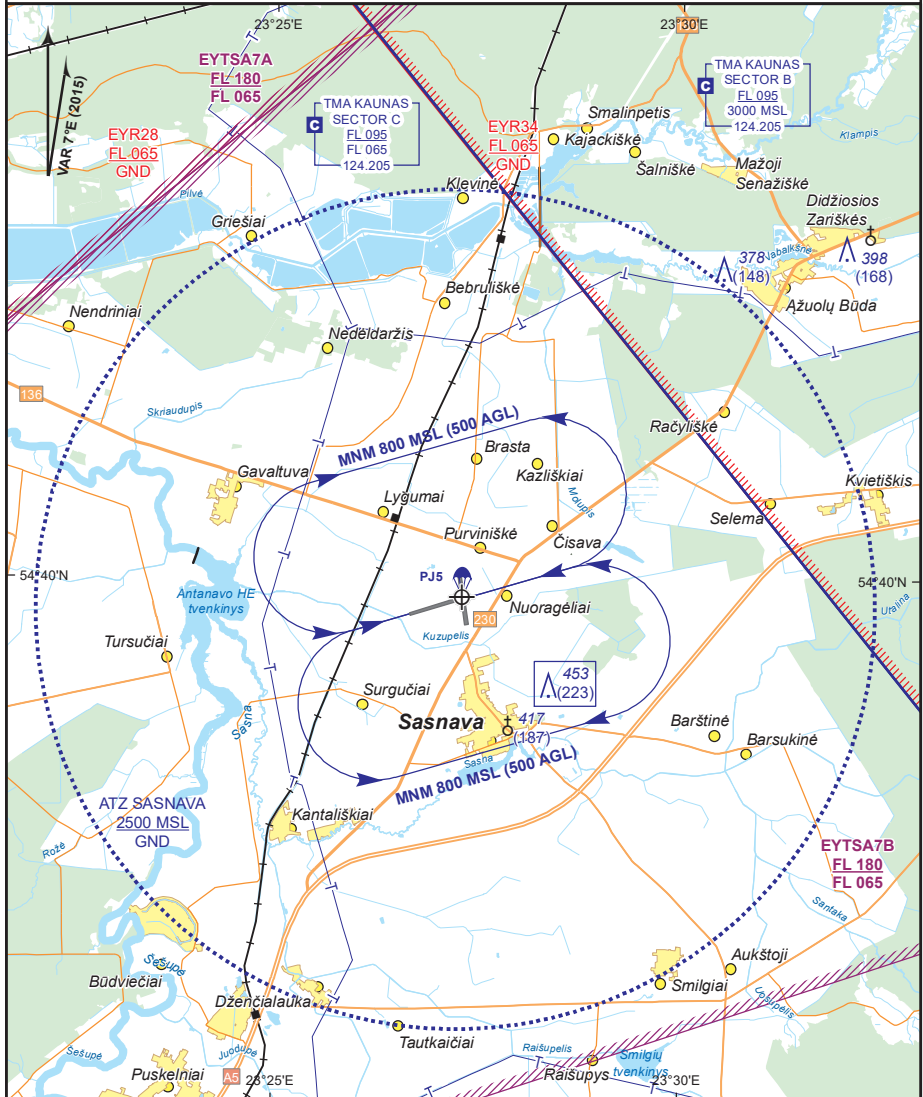 23°25'E
23°30'E
VAR 7°E (2015)
EYTSA7A
FL 180
FL 065
EYR28
FL 065
GND
C
TMA KAUNAS
SECTOR C
FL 095
FL 065
124.205
EYR34
FL 065
GND
C
TMA KAUNAS
SECTOR B
FL 095
3000 MSL
124.205
Smalinpetis
Kajackiškė
Šalniškė
Klampis
Mažoji
Senažiškė
Didžiosios
Zariškės
Pilvė
Klevinė
Griešiai
Jabalkšnė
378
(148)
398
(168)
Ąžuolų Būda
Bebruliškė
Nendriniai
Nedeldaržis
136
Skriaudupis
MNM 800 MSL (500 AGL)
Račyliškė
Brasta
Kazliškiai
Gavaltuva
Molupis
Kvietiškis
Lygumai
Selema
Purviniškė
Čisava
54°40'N
54°40'N
PJ5
Antanavo HE
tvenkinys
Nuoragėliai
Utalina
230
Kuzupelis
Tursučiai
453
(223)
Surgučiai
Sasnava
417
(187)
Sasna
Barštinė
Barsukinė
Sasna
MNM 800 MSL (500 AGL)
ATZ SASNAVA
2500 MSL
GND
Kantališkiai
Rožė
EYTSA7B
FL 180
FL 065
Santaka
Šešupė
Būdviečiai
Aukštoji
Smilgiai
Uosupelis
Dženčialauka
Tautkaičiai
Šešupė
Juodupė
Raišupelis
Smilgių
tvenkinys
Raišupys
Puskelniai
A5
23°25'E
23°30'E